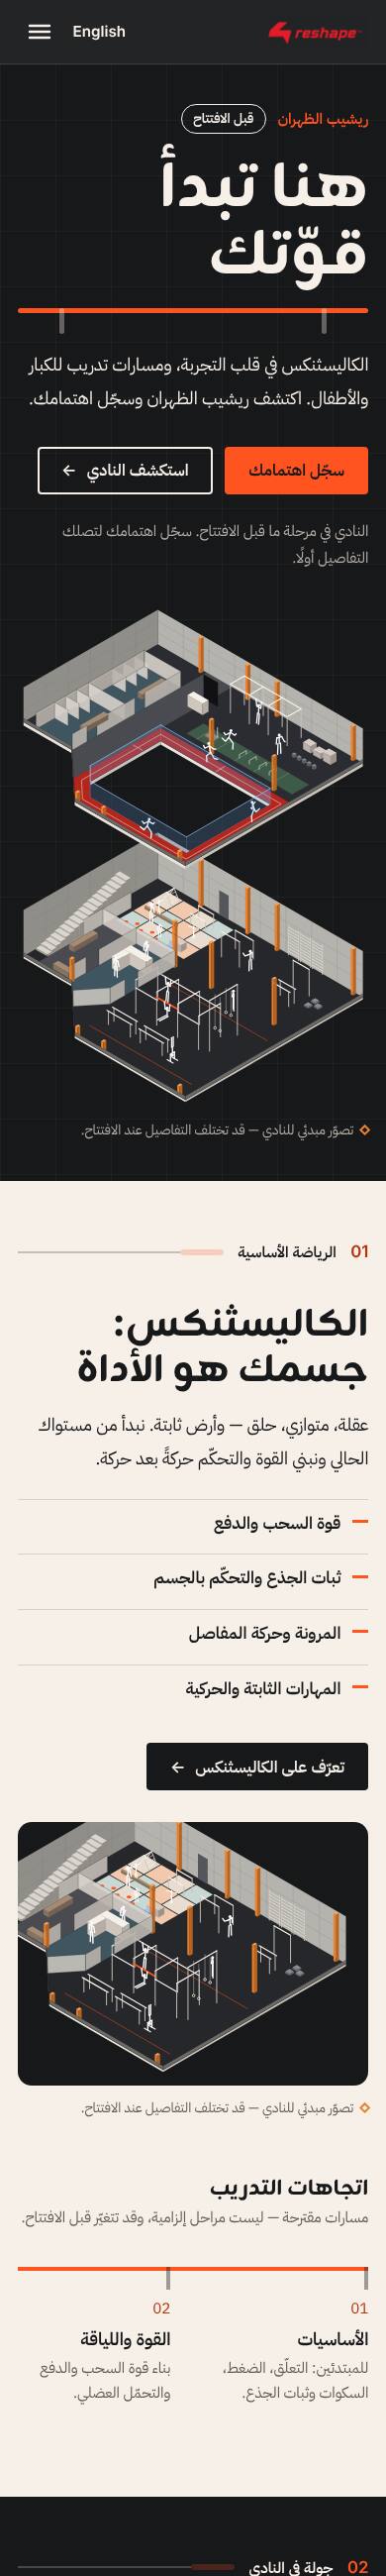 reshape
English
ريشيب الظهران
قبل الافتتاح
هنا تبدأ
قوّتك
الكاليسثنكس في قلب التجربة، ومسارات تدريب للكبار
والأطفال. اكتشف ريشيب الظهران وسجّل اهتمامك.
سجّل اهتمامك
استكشف النادي ←
النادي في مرحلة ما قبل الافتتاح. سجّل اهتمامك لتصلك
التفاصيل أولًا.
تصوّر مبدئي للنادي — قد تختلف التفاصيل عند الافتتاح.
01 الرياضة الأساسية
الكاليسثنكس:
جسمك هو الأداة
عقلة، متوازي، حلق — وأرض ثابتة. نبدأ من مستواك
الحالي ونبني القوة والتحكّم حركةً بعد حركة.
قوة السحب والدفع
ثبات الجذع والتحكّم بالجسم
المرونة وحركة المفاصل
المهارات الثابتة والحركية
تعرّف على الكاليسثنكس ←
تصوّر مبدئي للنادي — قد تختلف التفاصيل عند الافتتاح.
اتجاهات التدريب
مسارات مقترحة — ليست مراحل إلزامية، وقد تتغيّر قبل الافتتاح.
01
الأساسيات
للمبتدئين: التعلّق، الضغط،
السكوات وثبات الجذع.
02
القوة واللياقة
بناء قوة السحب والدفع
والتحمّل العضلي.
02 جولة في النادي